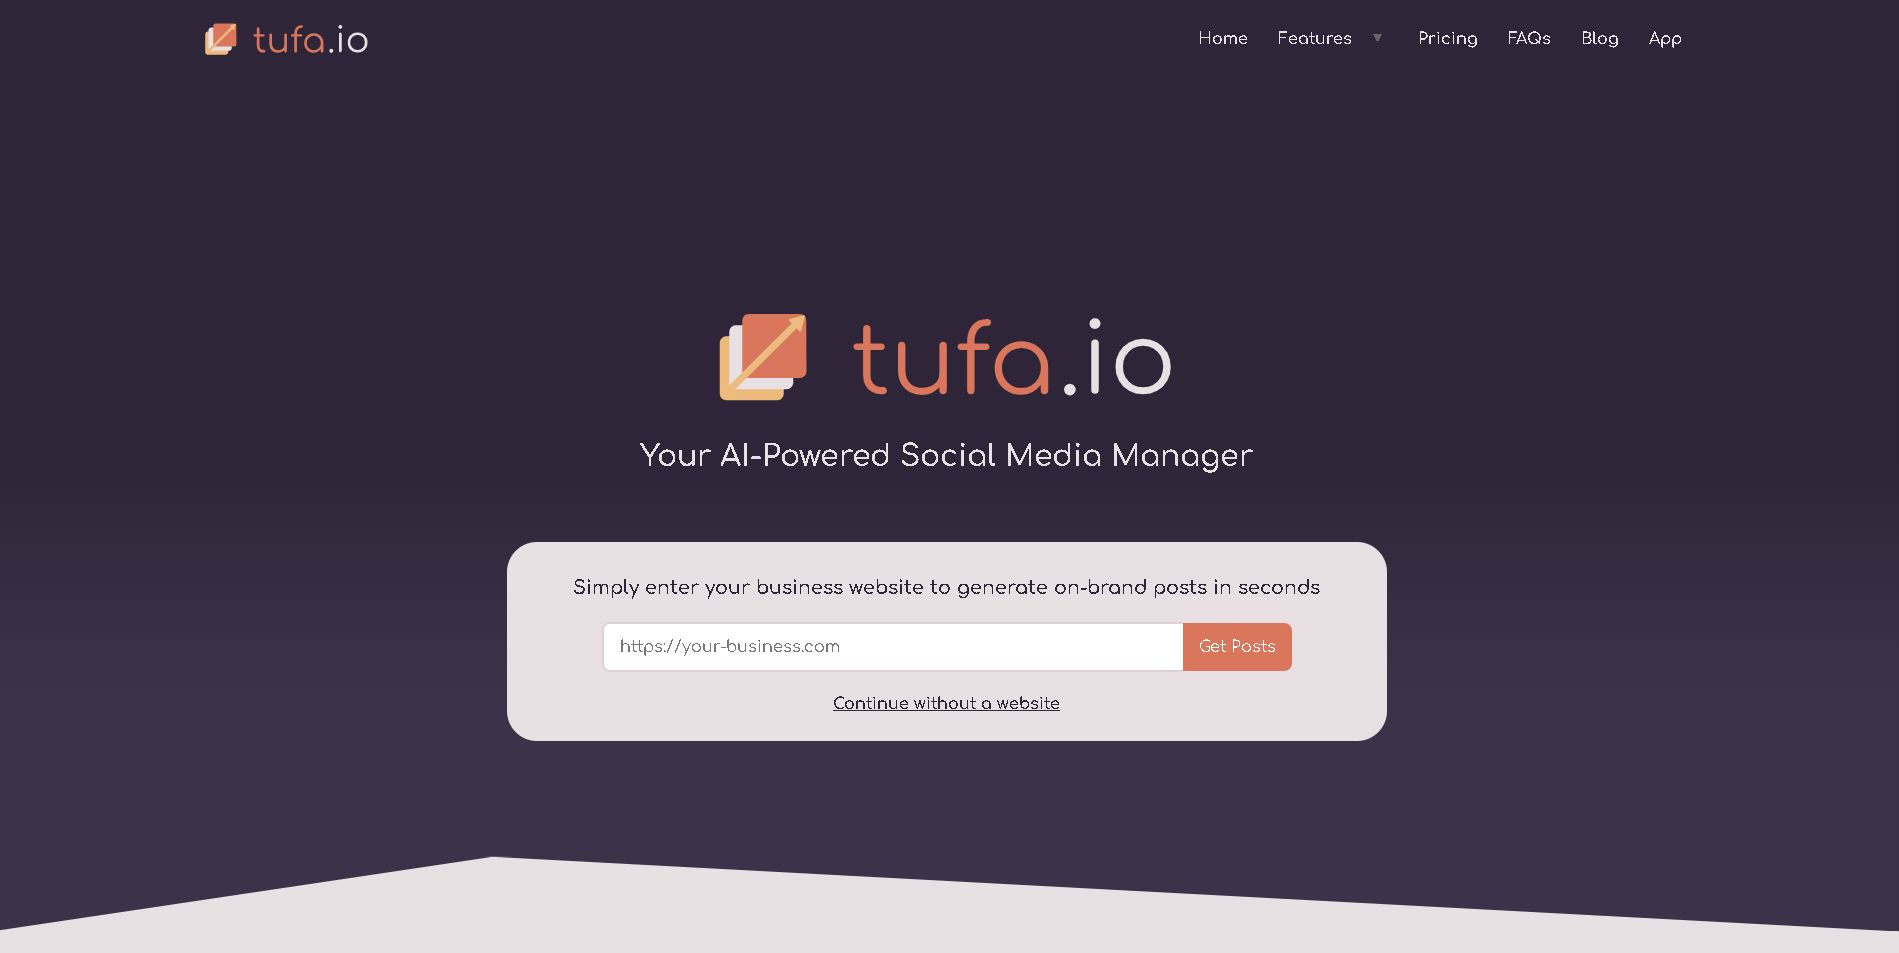 tufa.io
Home Features ▼ Pricing FAQs Blog App
tufa.io
Your AI-Powered Social Media Manager
Simply enter your business website to generate on-brand posts in seconds
https://your-business.com Get Posts
Continue without a website